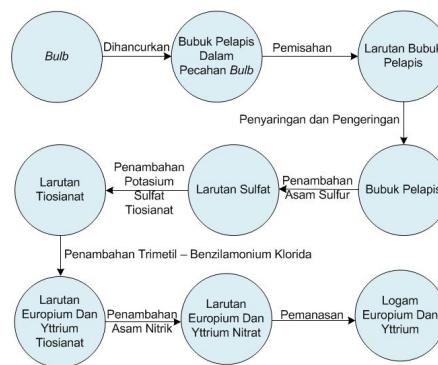 Bulb
Dihancurkan
Bubuk Pelapis
Dalam
Pecahan Bulb
Pemisahan
Larutan Bubuk
Pelapis
Penyaringan dan Pengeringan
Bubuk Pelapis
Penambahan
Asam Sulfur
Larutan Sulfat
Penambahan
Potasium
Sulfat
Tiosianat
Larutan
Tiosianat
Penambahan Trimetil – Benzilamonium Klorida
Larutan
Europium Dan
Yttrium
Tiosianat
Penambahan
Asam Nitrik
Larutan
Europium Dan
Yttrium Nitrat
Pemanasan
Logam
Europium Dan
Yttrium